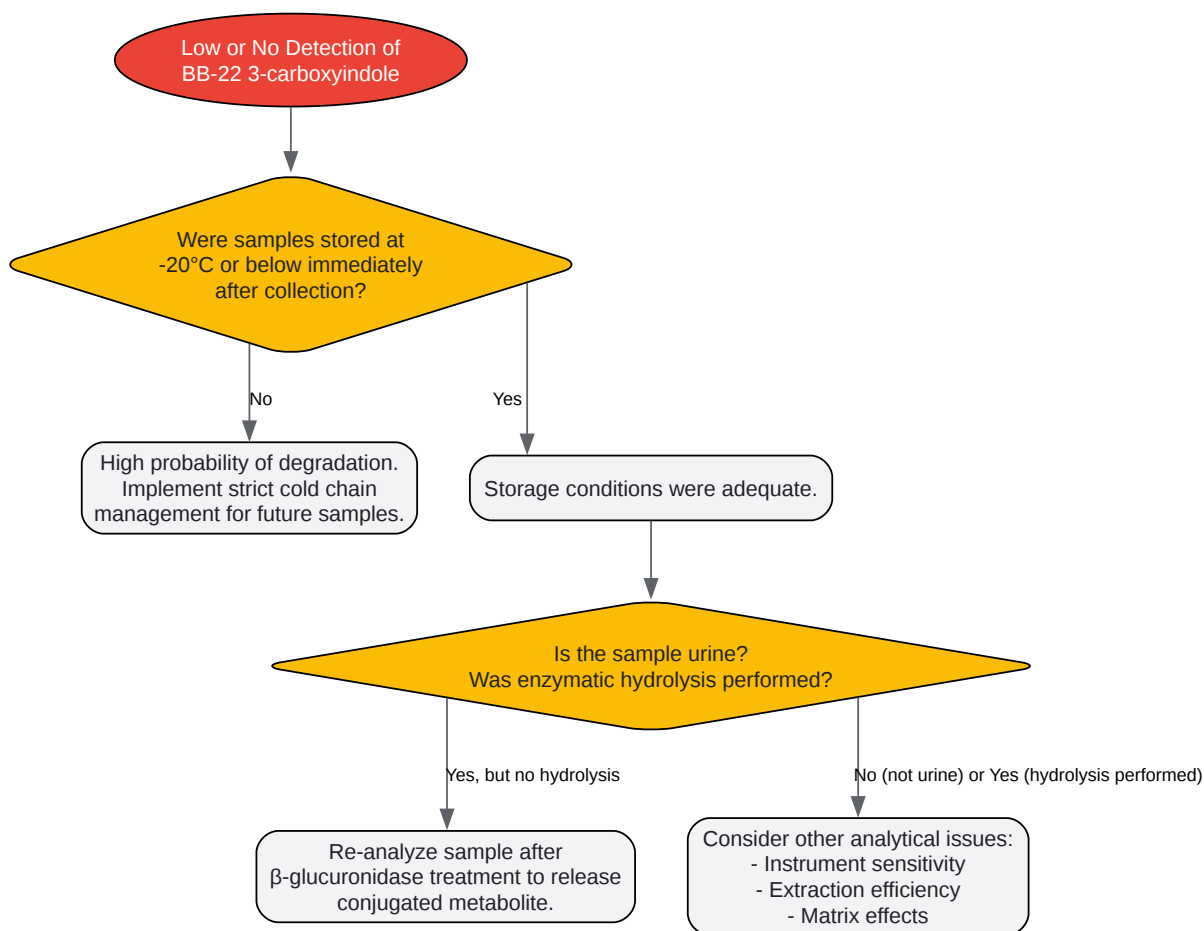 Low or No Detection of
BB-22 3-carboxyindole
Were samples stored at
-20°C or below immediately
after collection?
No
Yes
High probability of degradation.
Implement strict cold chain
management for future samples.
Storage conditions were adequate.
Is the sample urine?
Was enzymatic hydrolysis performed?
Yes, but no hydrolysis
No (not urine) or Yes (hydrolysis performed)
Re-analyze sample after
β-glucuronidase treatment to release
conjugated metabolite.
Consider other analytical issues:
- Instrument sensitivity
- Extraction efficiency
- Matrix effects